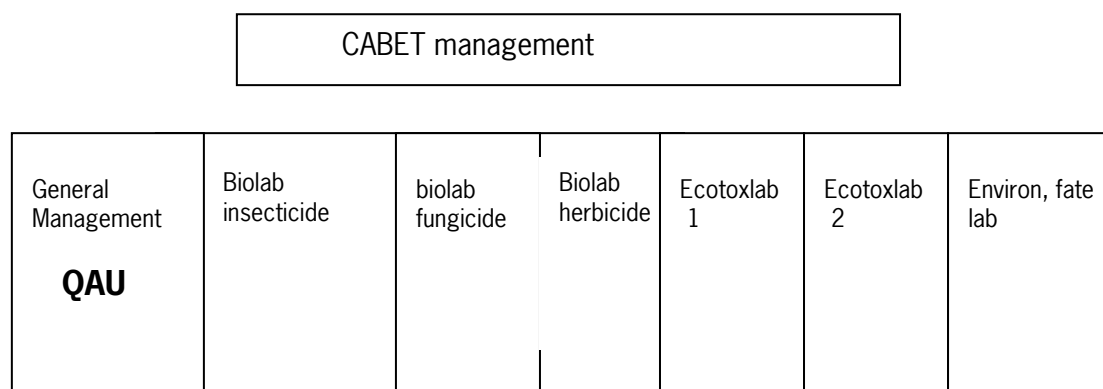 CABET management
General
Management
QAU
Biolab
insecticide
biolab
fungicide
Biolab
herbicide
Ecotoxlab
1
Ecotoxlab
2
Environ, fate
lab